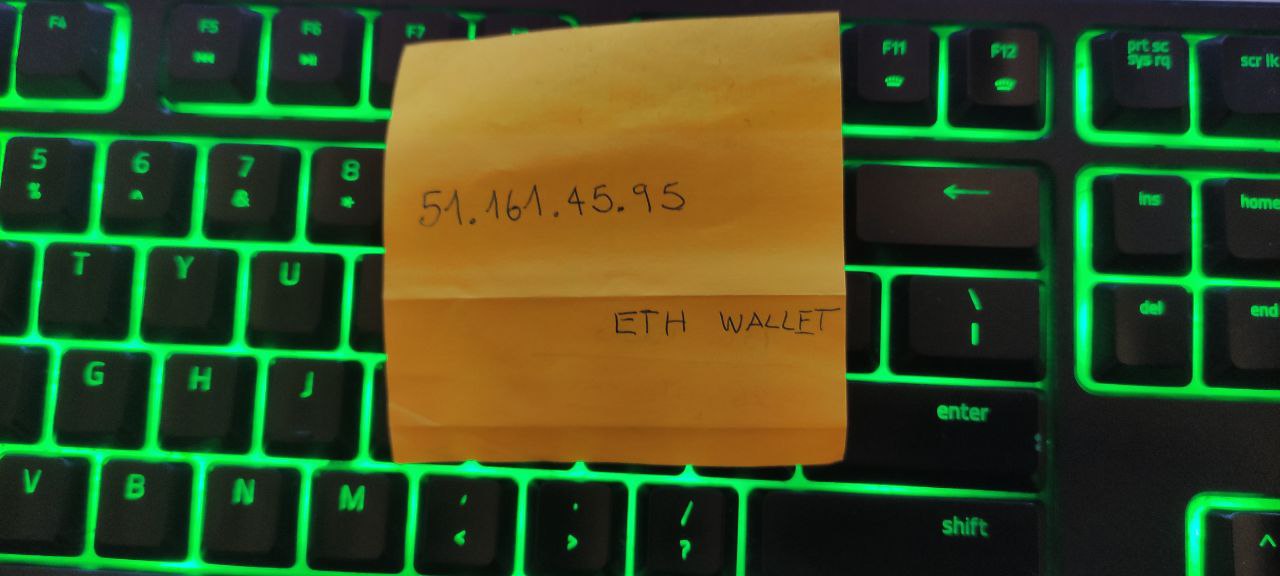 F4 F5 F6 F7 F11 F12 prt sc scr lk
sys rq
5 6 7 8 ← ins home
% ^ & *
51.161.45.95
T Y U \ del end
|
ETH WALLET
G H J enter
V B N M ' . / shift
< > ? ^